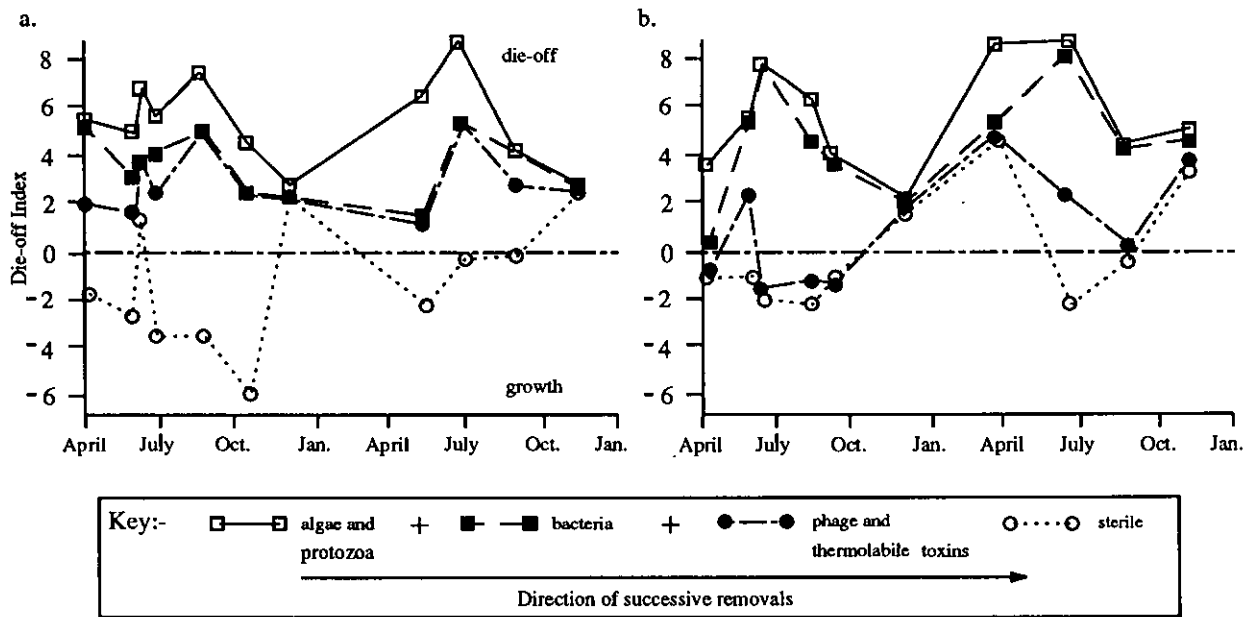 a.
die-off
8
6
4
2
0
-2
-4
-6
Die-off Index
growth
April July Oct. Jan. April July Oct. Jan.
b.
8
6
4
2
0
-2
-4
-6
April July Oct. Jan. April July Oct. Jan.
Key:- algae and + bacteria + phage and sterile
protozoa thermolabile toxins
Direction of successive removals